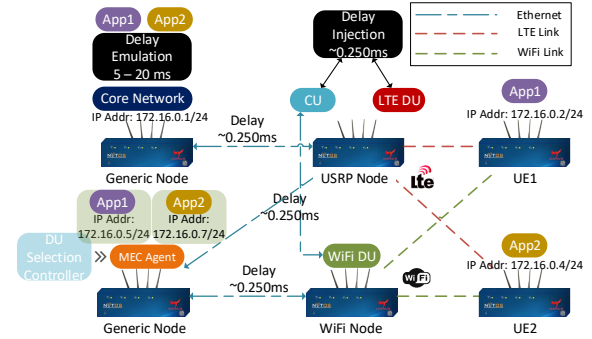 App1
App2
Delay
Emulation
5 – 20 ms
Core Network
IP Addr: 172.16.0.1/24
Generic Node
Delay
Injection
~0.250ms
CU
LTE DU
Delay
~0.250ms
USRP Node
Ethernet
LTE Link
WiFi Link
App1
IP Addr: 172.16.0.2/24
UE1
Lte
Delay
~0.250ms
App1
IP Addr:
172.16.0.5/24
App2
IP Addr:
172.16.0.7/24
DU
Selection
Controller
MEC Agent
Generic Node
Delay
~0.250ms
WiFi DU
WiFi Node
WiFi
App2
IP Addr: 172.16.0.4/24
UE2